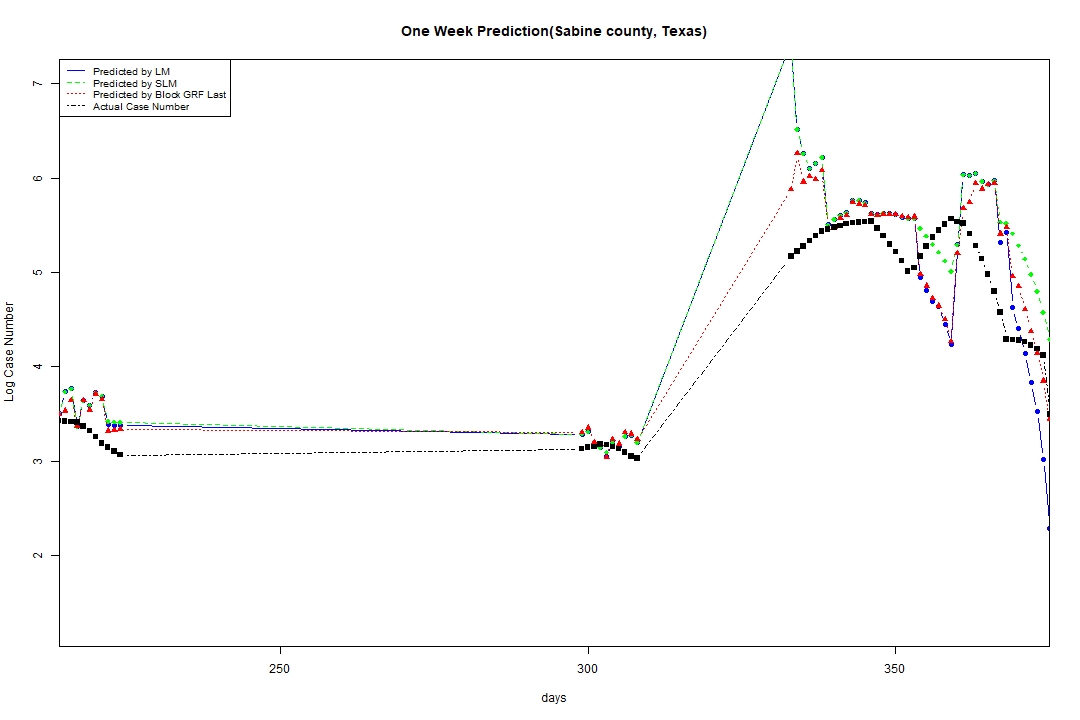 One Week Prediction(Sabine county, Texas)
Predicted by LM
Predicted by SLM
Predicted by Block GRF Last
Actual Case Number
7
6
5
4
3
2
Log Case Number
250 300 350
days